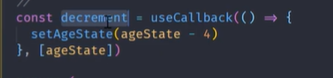 //
const decrement = useCallback(() => {
setAgeState(ageState - 4)
}, [ageState])